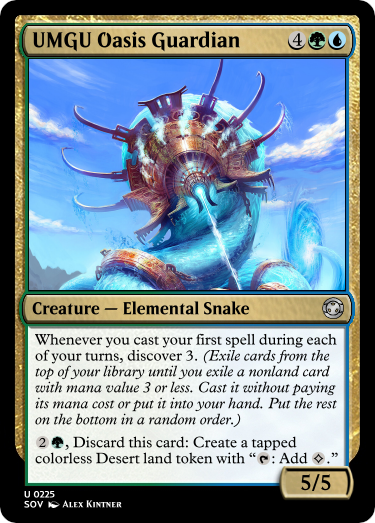 UMGU Oasis Guardian 4
Creature — Elemental Snake
Whenever you cast your first spell during each
of your turns, discover 3. (Exile cards from the
top of your library until you exile a nonland card
with mana value 3 or less. Cast it without paying
its mana cost or put it into your hand. Put the rest
on the bottom in a random order.)
2, Discard this card: Create a tapped
colorless Desert land token with “: Add .”
5/5
U 0225
SOV Alex Kintner